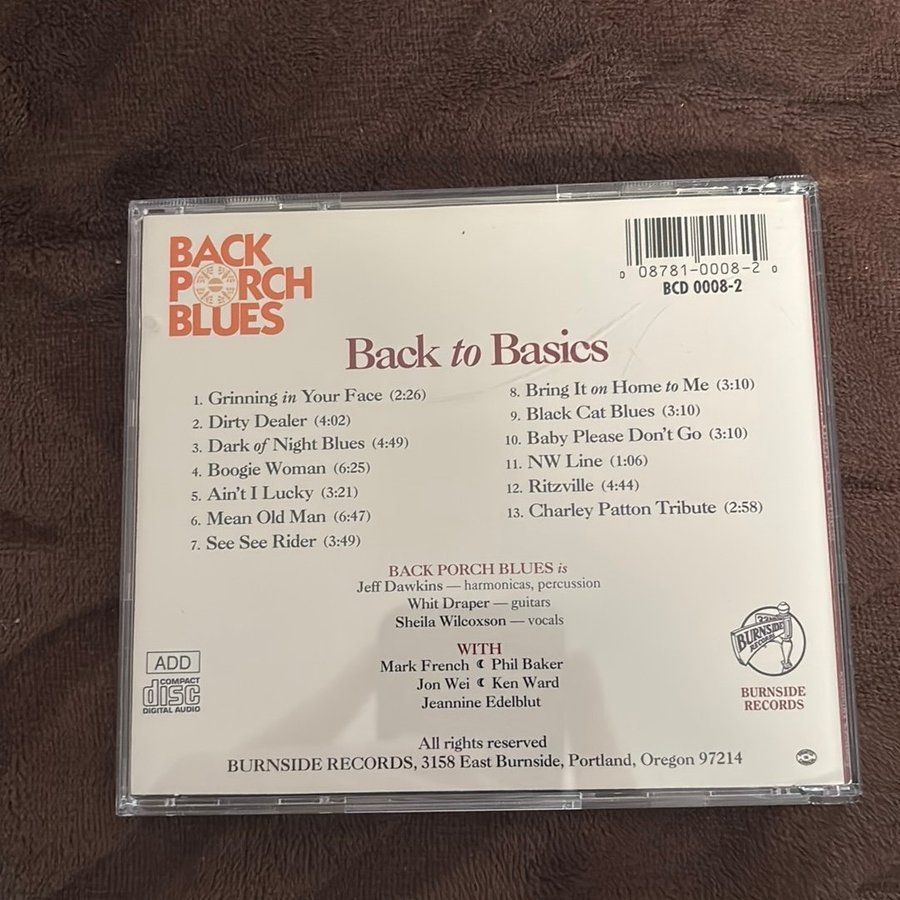 BACK
PORCH
BLUES
0 08781-0008-2 0
BCD 0008-2
Back to Basics
1. Grinning in Your Face (2:26)
2. Dirty Dealer (4:02)
3. Dark of Night Blues (4:49)
4. Boogie Woman (6:25)
5. Ain't I Lucky (3:21)
6. Mean Old Man (6:47)
7. See See Rider (3:49)
8. Bring It on Home to Me (3:10)
9. Black Cat Blues (3:10)
10. Baby Please Don't Go (3:10)
11. NW Line (1:06)
12. Ritzville (4:44)
13. Charley Patton Tribute (2:58)
BACK PORCH BLUES is
Jeff Dawkins — harmonicas, percussion
Whit Draper — guitars
Sheila Wilcoxson — vocals
WITH
Mark French ☾ Phil Baker
Jon Wei ☾ Ken Ward
Jeannine Edelblut
ADD
COMPACT
disc
DIGITAL AUDIO
BURNSIDE
RECORDS
BURNSIDE
RECORDS
All rights reserved
BURNSIDE RECORDS, 3158 East Burnside, Portland, Oregon 97214